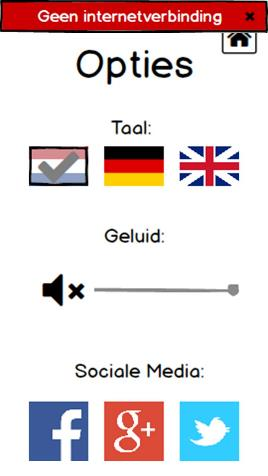 Geen internetverbinding
Opties
Taal:
Geluid:
Sociale Media:
f g+